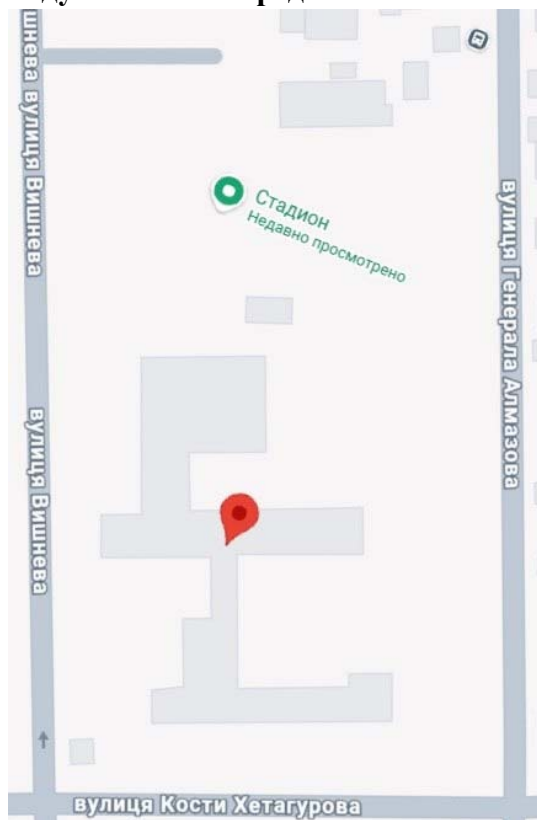 шнева вулиця Вишнева
Стадион
Недавно просмотрено
вулиця Генерала Алмазова
вулиця Вишнева
вулиця Кости Хетагурова